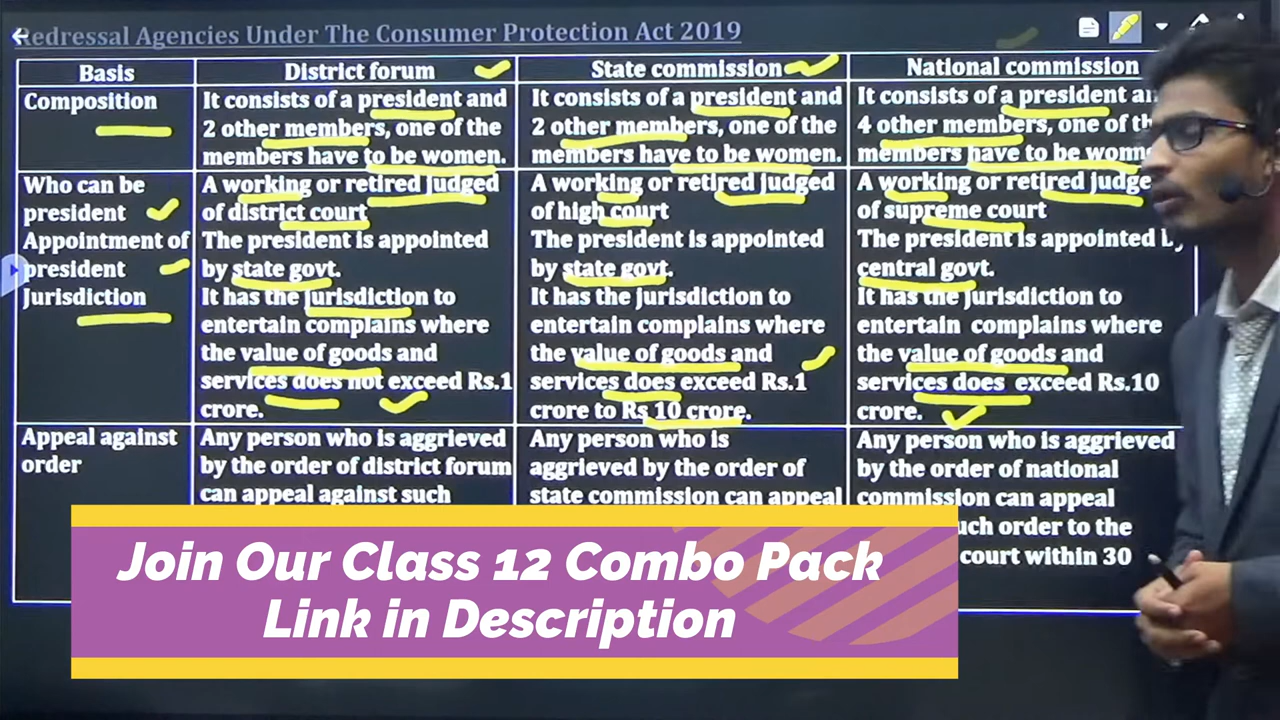 Redressal Agencies Under The Consumer Protection Act 2019
Basis
District forum
State commission
National commission
Composition
It consists of a president and
2 other members, one of the
members have to be women.
It consists of a president and
2 other members, one of the
members have to be women.
It consists of a president
4 other members, one of
members have to be
Who can be
president
A working or retired judged
of district court
A working or retired judged
of high court
A working or retired judge
of supreme court
Appointment of
president
The president is appointed
by state govt.
The president is appointed
by state govt.
The president is appointed
central govt.
Jurisdiction
It has the jurisdiction to
entertain complains where
the value of goods and
services does not exceed Rs.1
crore.
It has the jurisdiction to
entertain complains where
the value of goods and
services does exceed Rs.1
crore to Rs 10 crore.
It has the jurisdiction to
entertain complains where
the value of goods and
services does exceed Rs.10
crore.
Appeal against
order
Any person who is aggrieved
by the order of district forum
can appeal against such
Any person who is
aggrieved by the order of
state commission can appeal
Any person who is aggrieved
by the order of national
commission can appeal
order to the
court within 30
Join Our Class 12 Combo Pack
Link in Description